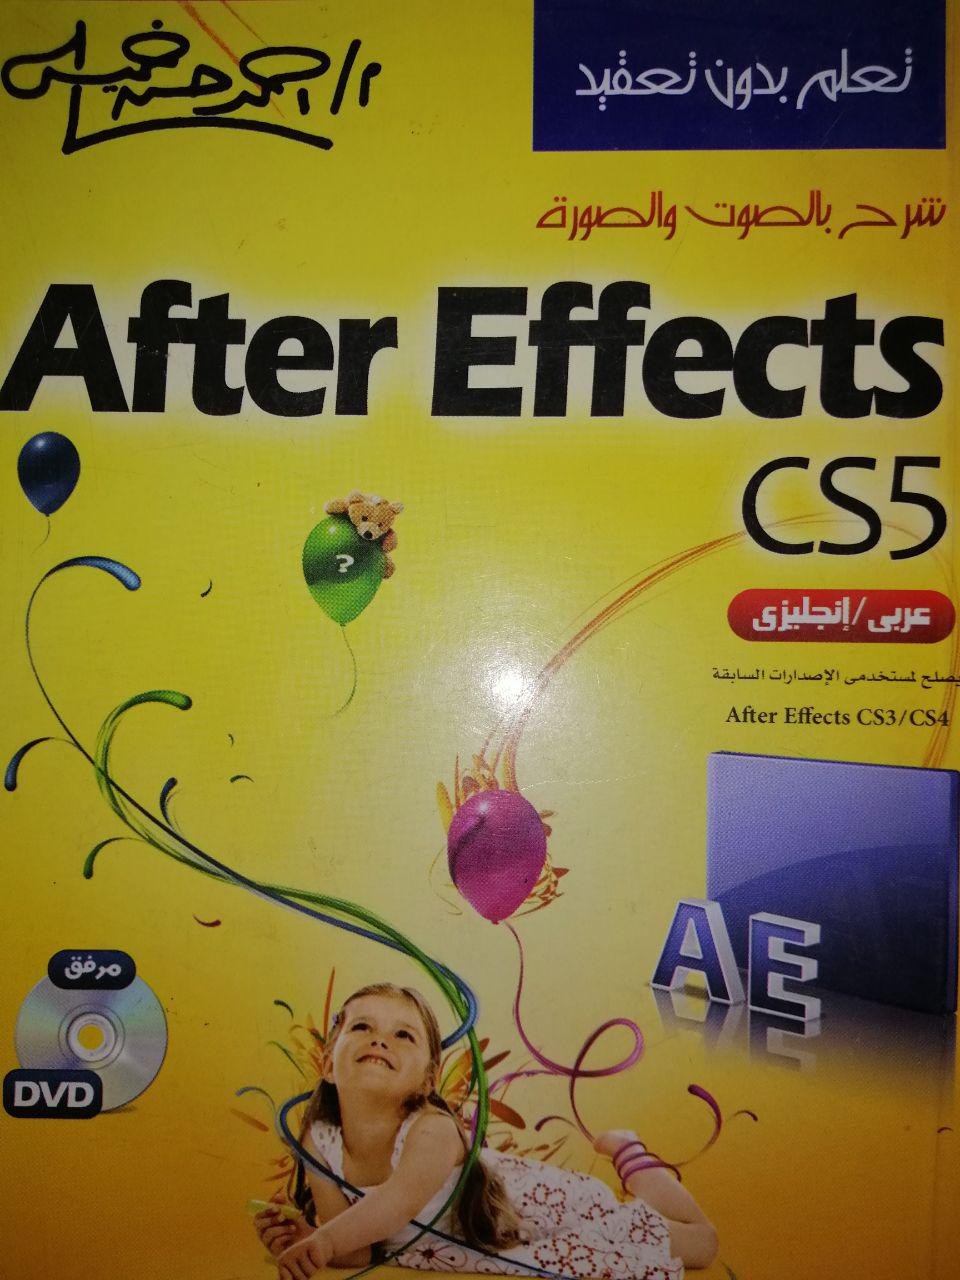 م/ أحمد حسن خميس
تعلم بدون تعقيد
شرح بالصوت والصورة
After Effects
CS5
?
عربى/إنجليزى
يصلح لمستخدمى الإصدارات السابقة
After Effects CS3/CS4
AE
مرفق
DVD